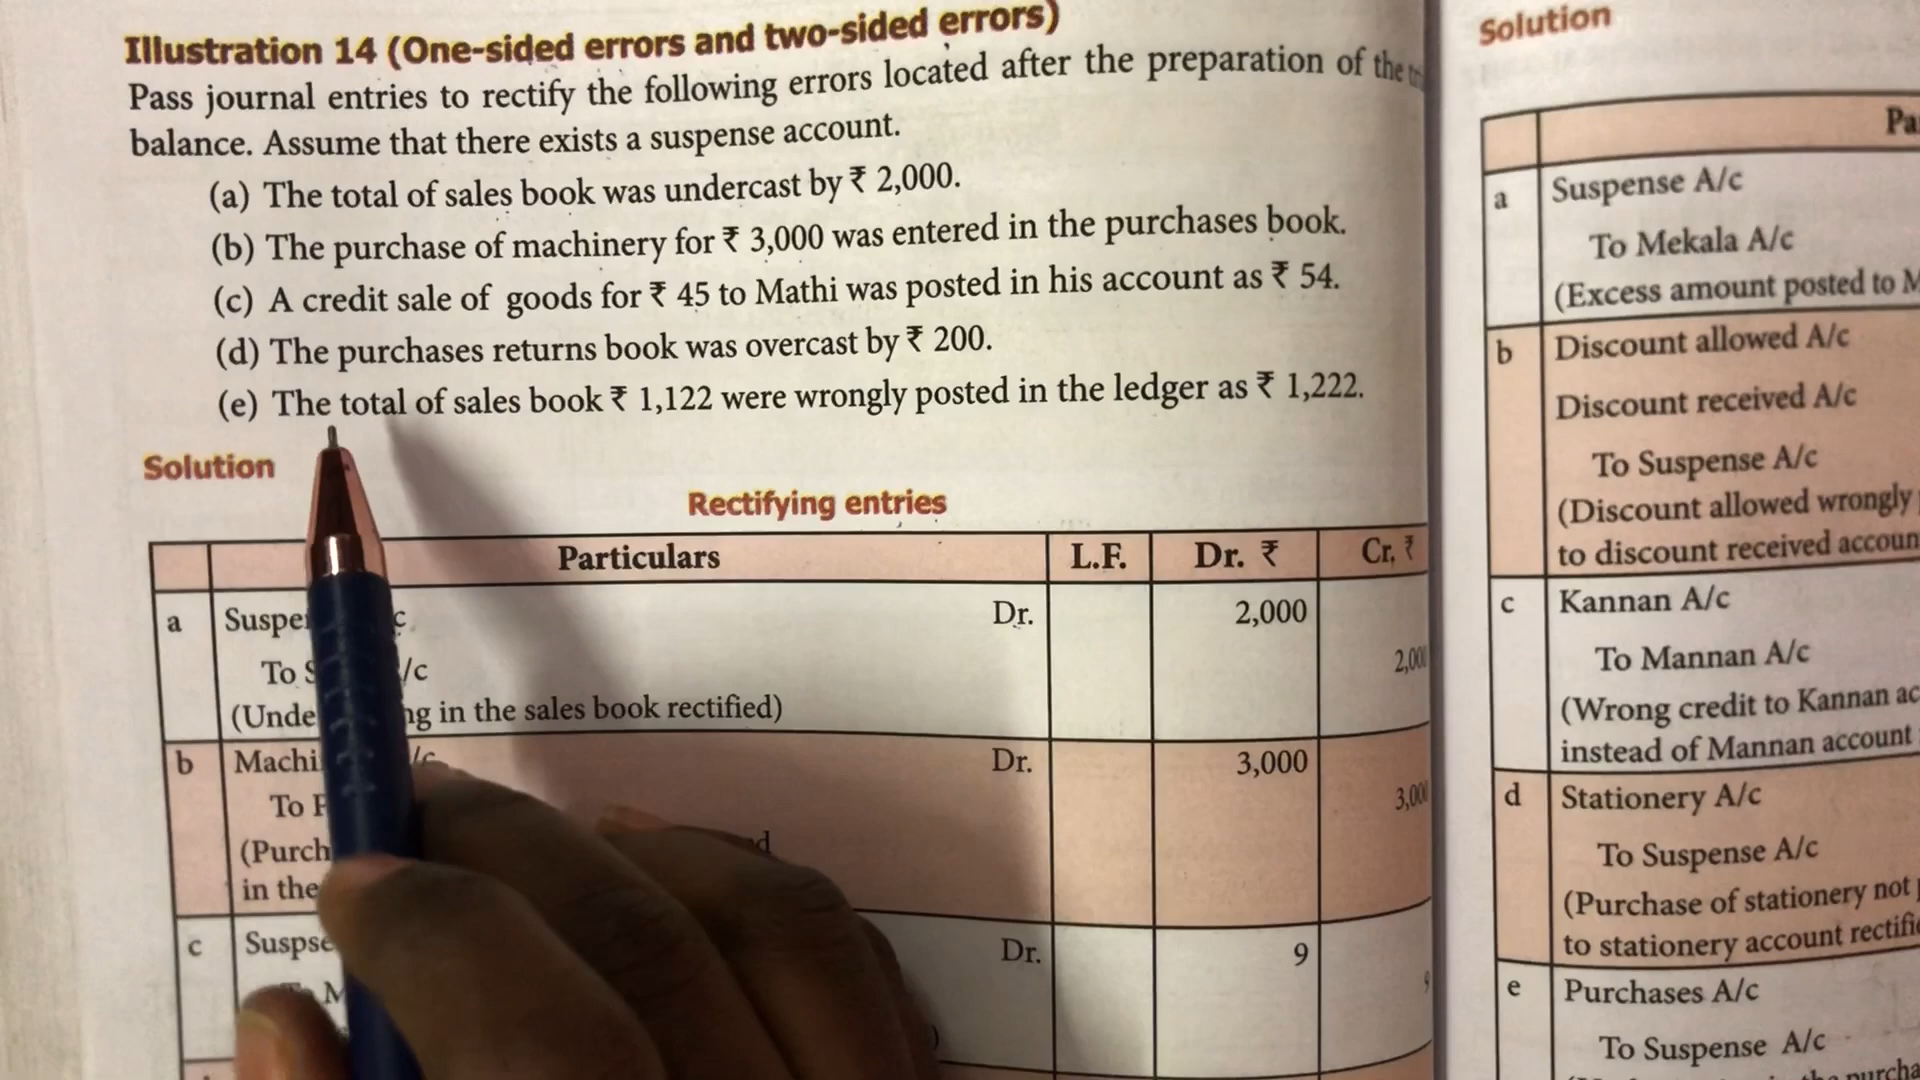 Illustration 14 (One-sided errors and two-sided errors)
Pass journal entries to rectify the following errors located after the preparation of the
balance. Assume that there exists a suspense account.
(a) The total of sales book was undercast by ₹ 2,000.
(b) The purchase of machinery for ₹ 3,000 was entered in the purchases book.
(c) A credit sale of goods for ₹ 45 to Mathi was posted in his account as ₹ 54.
(d) The purchases returns book was overcast by ₹ 200.
(e) The total of sales book ₹ 1,122 were wrongly posted in the ledger as ₹ 1,222.
Solution
Rectifying entries
Particulars L.F. Dr. ₹ Cr. ₹
a Dr. 2,000
To
in the sales book rectified)
b Dr. 3,000
To
in the
c Dr. 9
9
Solution
a Suspense A/c
To Mekala A/c
(Excess amount posted to
b Discount allowed A/c
Discount received A/c
To Suspense A/c
(Discount allowed wrongly
to discount received
c Kannan A/c
To Mannan A/c
(Wrong credit to Kannan
instead of Mannan account
d Stationery A/c
To Suspense A/c
(Purchase of stationery not
to stationery account
e Purchases A/c
To Suspense A/c